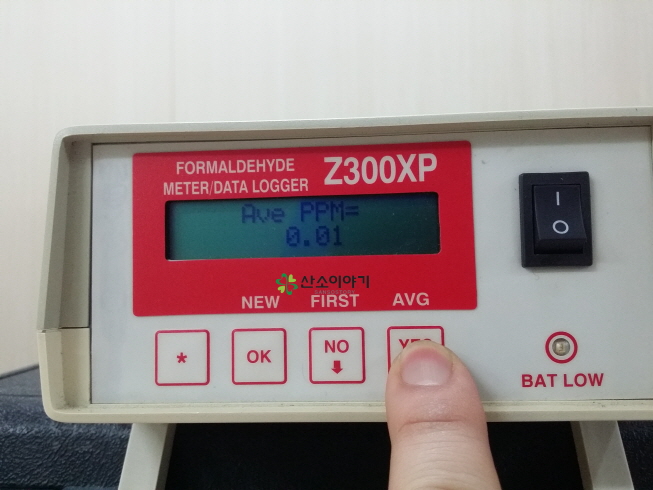 FORMALDEHYDE
METER/DATA LOGGER
Z300XP
Ave PPM=
0.01
산소이야기
NEW FIRST AVG
*
OK
NO
YES
BAT LOW